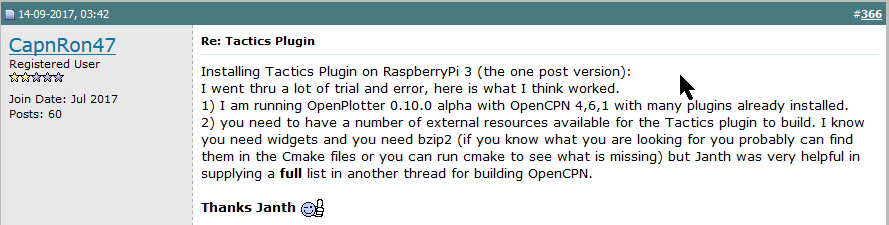 14-09-2017, 03:42
#366
CapnRon47
Registered User
Join Date: Jul 2017
Posts: 60
Re: Tactics Plugin
Installing Tactics Plugin on RaspberryPi 3 (the one post version):
I went thru a lot of trial and error, here is what I think worked.
1) I am running OpenPlotter 0.10.0 alpha with OpenCPN 4,6,1 with many plugins already installed.
2) you need to have a number of external resources available for the Tactics plugin to build. I know
you need widgets and you need bzip2 (if you know what you are looking for you probably can find
them in the Cmake files or you can run cmake to see what is missing) but Janth was very helpful in
supplying a full list in another thread for building OpenCPN.
Thanks Janth